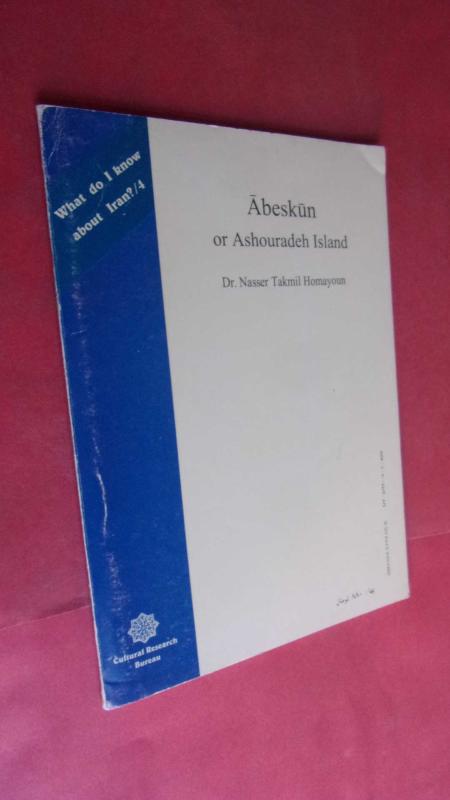 What do I know
about Iran?/4
Ābeskūn
or Ashouradeh Island
Dr. Nasser Takmil Homayoun
Cultural Research
Bureau